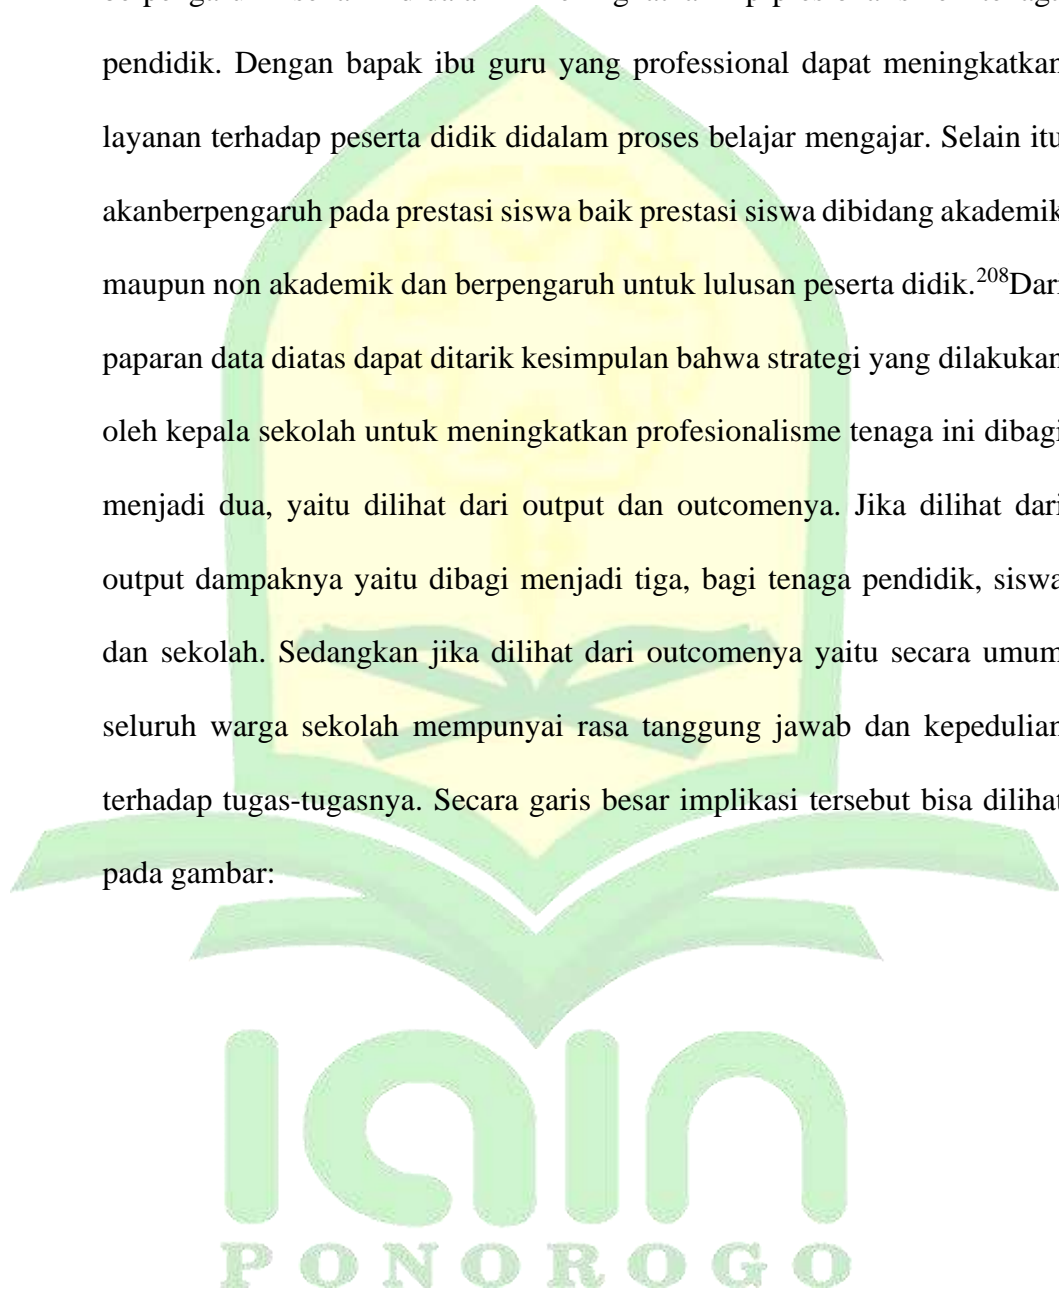 pendidik. Dengan bapak ibu guru yang professional dapat meningkatkan
layanan terhadap peserta didik didalam proses belajar mengajar. Selain itu
akanberpengaruh pada prestasi siswa baik prestasi siswa dibidang akademik
maupun non akademik dan berpengaruh untuk lulusan peserta didik.208Dari
paparan data diatas dapat ditarik kesimpulan bahwa strategi yang dilakukan
oleh kepala sekolah untuk meningkatkan profesionalisme tenaga ini dibagi
menjadi dua, yaitu dilihat dari output dan outcomenya. Jika dilihat dari
output dampaknya yaitu dibagi menjadi tiga, bagi tenaga pendidik, siswa
dan sekolah. Sedangkan jika dilihat dari outcomenya yaitu secara umum
seluruh warga sekolah mempunyai rasa tanggung jawab dan kepedulian
terhadap tugas-tugasnya. Secara garis besar implikasi tersebut bisa dilihat
pada gambar:
iain
PONOROGO